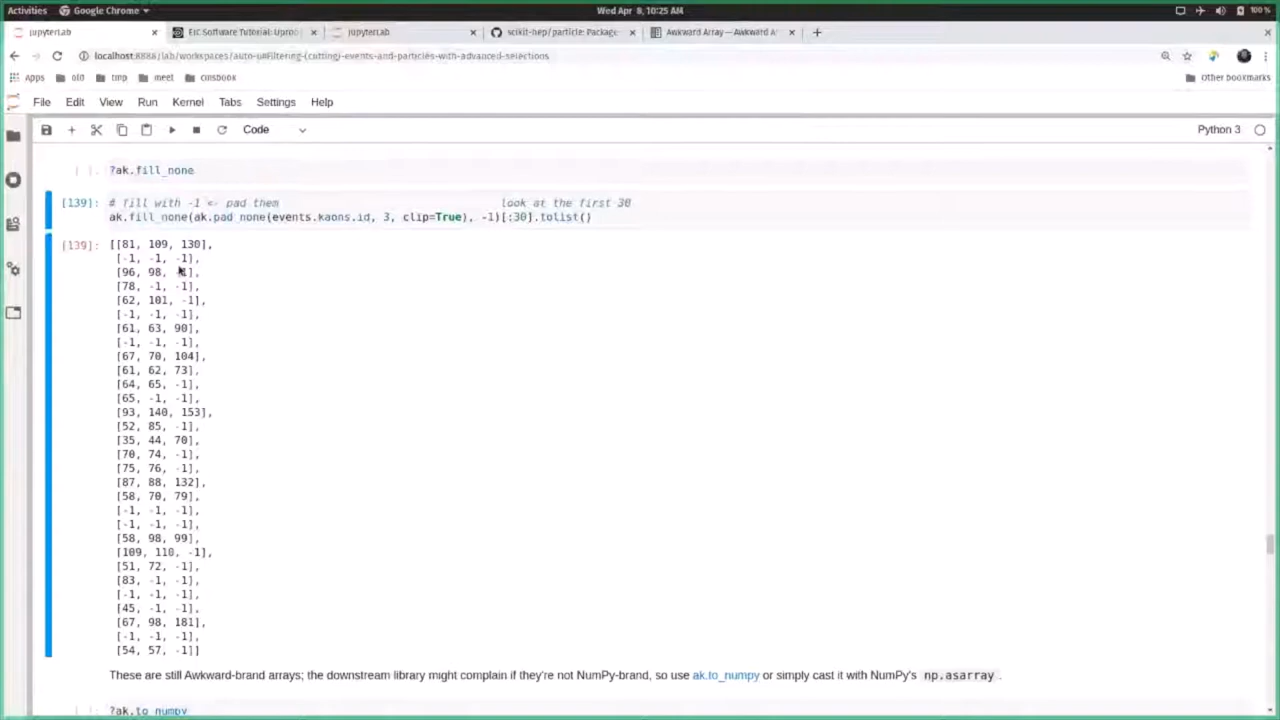 Activities Google Chrome Wed Apr 8, 10:25 AM 100 %
JupyterLab EIC Software Tutorial: Uproo JupyterLab scikit-hep/particle: Package Awkward Array — Awkward Ar
localhost:8888/lab/workspaces/auto-u#Filtering-(cutting)-events-and-particles-with-advanced-selections
Apps old tmp meet cmsbook Other bookmarks
File Edit View Run Kernel Tabs Settings Help
Code Python 3
[ ]: ?ak.fill_none
[139]: # fill with -1 <- pad them look at the first 30
ak.fill_none(ak.pad_none(events.kaons.id, 3, clip=True), -1)[:30].tolist()
[139]: [[81, 109, 130],
[-1, -1, -1],
[96, 98, -1],
[78, -1, -1],
[62, 101, -1],
[-1, -1, -1],
[61, 63, 90],
[-1, -1, -1],
[67, 70, 104],
[61, 62, 73],
[64, 65, -1],
[65, -1, -1],
[93, 140, 153],
[52, 85, -1],
[35, 44, 70],
[70, 74, -1],
[75, 76, -1],
[87, 88, 132],
[58, 70, 79],
[-1, -1, -1],
[-1, -1, -1],
[58, 98, 99],
[109, 110, -1],
[51, 72, -1],
[83, -1, -1],
[-1, -1, -1],
[45, -1, -1],
[67, 98, 181],
[-1, -1, -1],
[54, 57, -1]]
These are still Awkward-brand arrays; the downstream library might complain if they're not NumPy-brand, so use ak.to_numpy or simply cast it with NumPy's np.asarray .
?ak.to_numpy